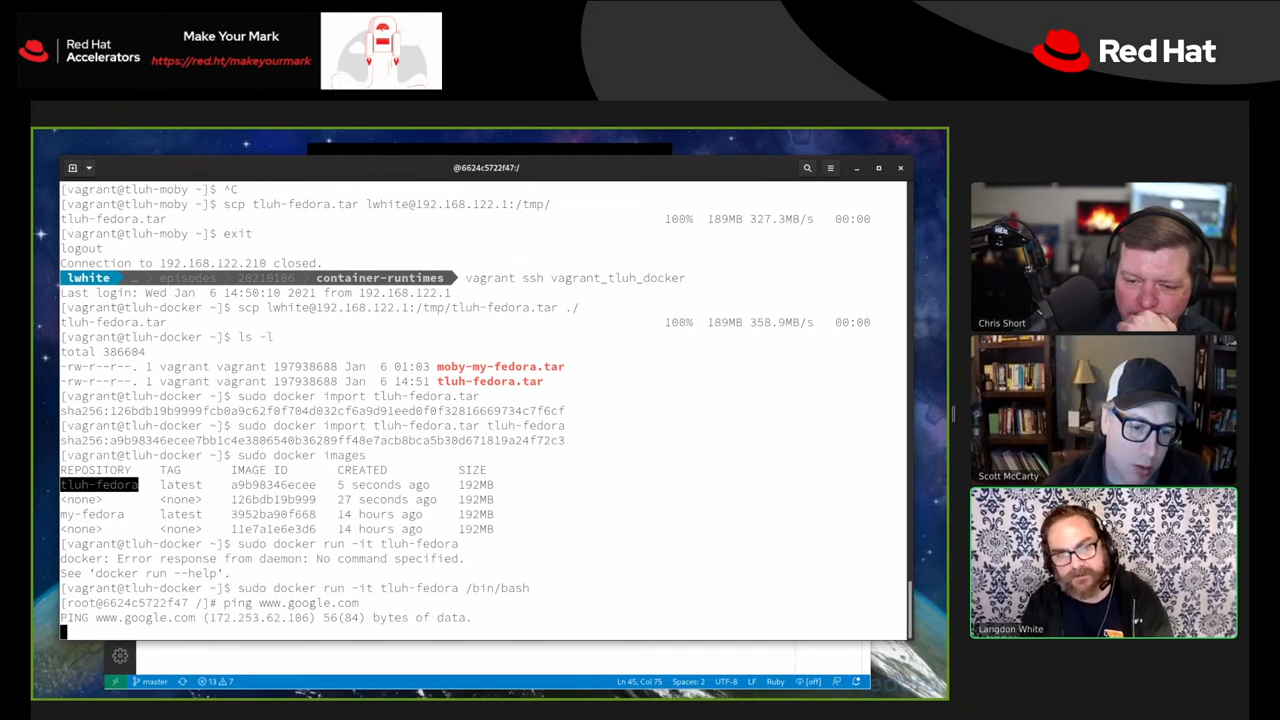 Red Hat
Accelerators
Make Your Mark
https://red.ht/makeyourmark
Red Hat
@6624c5722f47:/
[vagrant@tluh-moby ~]$ ^C
[vagrant@tluh-moby ~]$ scp tluh-fedora.tar lwhite@192.168.122.1:/tmp/
tluh-fedora.tar 100% 189MB 327.3MB/s 00:00
[vagrant@tluh-moby ~]$ exit
logout
Connection to 192.168.122.210 closed.
lwhite … episodes 20210106 container-runtimes vagrant ssh vagrant_tluh_docker
Last login: Wed Jan 6 14:50:10 2021 from 192.168.122.1
[vagrant@tluh-docker ~]$ scp lwhite@192.168.122.1:/tmp/tluh-fedora.tar ./
tluh-fedora.tar 100% 189MB 358.9MB/s 00:00
[vagrant@tluh-docker ~]$ ls -l
total 386604
-rw-r--r--. 1 vagrant vagrant 197938688 Jan 6 01:03 moby-my-fedora.tar
-rw-r--r--. 1 vagrant vagrant 197938688 Jan 6 14:51 tluh-fedora.tar
[vagrant@tluh-docker ~]$ sudo docker import tluh-fedora.tar
sha256:126bdb19b9999fcb0a9c62f0f704d032cf6a9d91eed0f0f32816669734c7f6cf
[vagrant@tluh-docker ~]$ sudo docker import tluh-fedora.tar tluh-fedora
sha256:a9b98346ecee7bb1c4e3806540b36289ff48e7acb8bca5b30d671819a24f72c3
[vagrant@tluh-docker ~]$ sudo docker images
REPOSITORY TAG IMAGE ID CREATED SIZE
tluh-fedora latest a9b98346ecee 5 seconds ago 192MB
<none> <none> 126bdb19b999 27 seconds ago 192MB
my-fedora latest 3952ba90f668 14 hours ago 192MB
<none> <none> 11e7a1e6e3d6 14 hours ago 192MB
[vagrant@tluh-docker ~]$ sudo docker run -it tluh-fedora
docker: Error response from daemon: No command specified.
See 'docker run --help'.
[vagrant@tluh-docker ~]$ sudo docker run -it tluh-fedora /bin/bash
[root@6624c5722f47 /]# ping www.google.com
PING www.google.com (172.253.62.106) 56(84) bytes of data.
master 13 7 Ln 45, Col 75 Spaces: 2 UTF-8 LF Ruby [off]
Chris Short
Scott McCarty
Langdon White